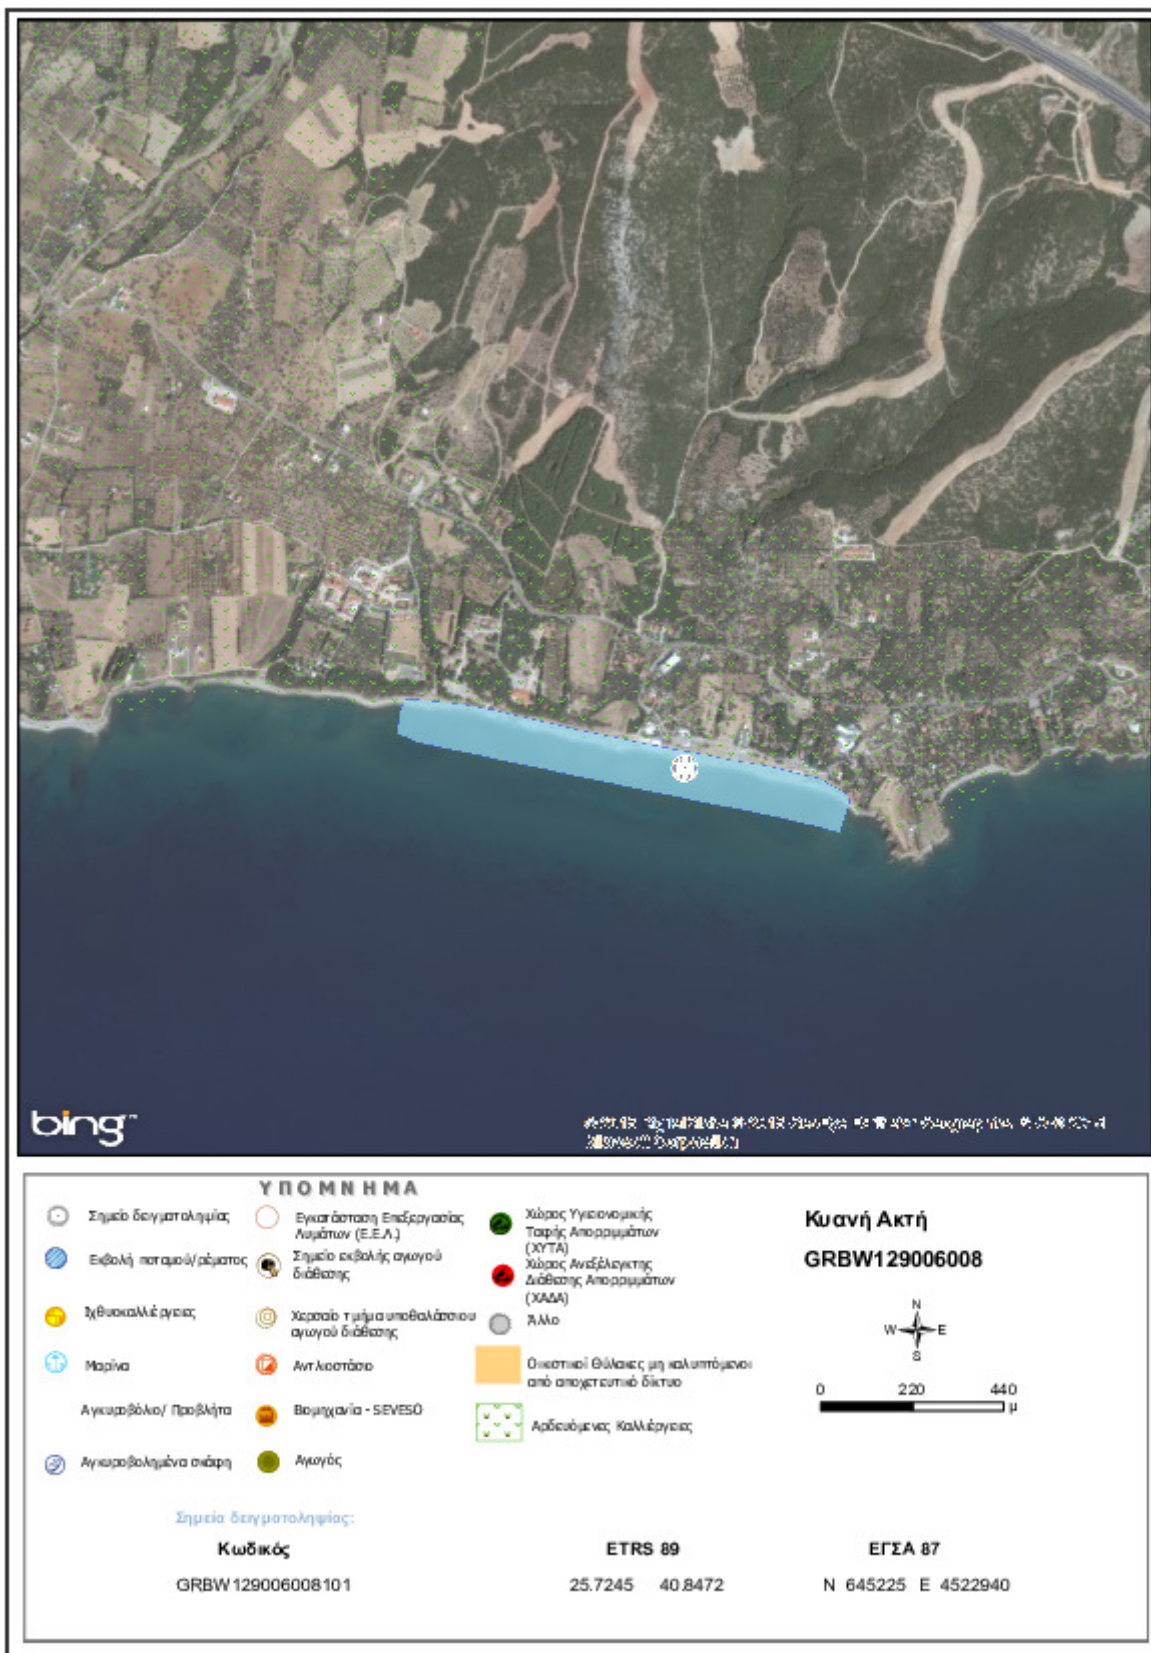 bing™
ΥΠΟΜΝΗΜΑ
Σημείο δειγματοληψίας
Εκβολή ποταμού/ρέματος
Ιχθυοκαλλιέργειες
Μαρίνα
Αγκυροβόλιο/ Προβλήτα
Αγκυροβολημένα σκάφη
Εγκατάσταση Επεξεργασίας
Λυμάτων (Ε.Ε.Λ.)
Σημείο εκβολής αγωγού
διάθεσης
Χερσαίο τμήμα υποθαλάσσιου
αγωγού διάθεσης
Αντλιοστάσιο
Βιομηχανία - SEVESO
Αγωγός
Χώρος Υγειονομικής
Ταφής Απορριμμάτων
(ΧΥΤΑ)
Χώρος Ανεξέλεγκτης
Διάθεσης Απορριμμάτων
(ΧΑΔΑ)
Άλλο
Οικιστικοί Θύλακες μη καλυπτόμενοι
από αποχετευτικό δίκτυο
Αρδευόμενες Καλλιέργειες
Κυανή Ακτή
GRBW129006008
N
W E
S
0 220 440
μ
Σημεία δειγματοληψίας:
Κωδικός ETRS 89 ΕΓΣΑ 87
GRBW129006008101 25.7245 40.8472 N 645225 E 4522940